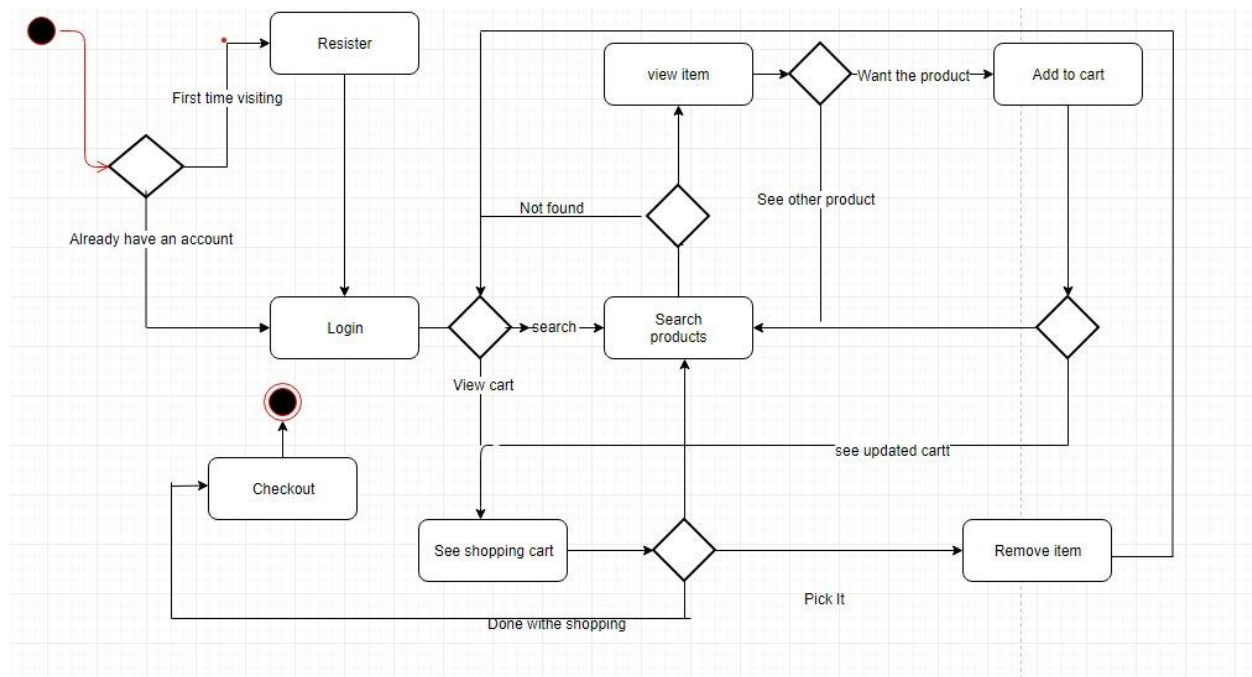 Resister
view item
Want the product
Add to cart
First time visiting
See other product
Not found
Already have an account
Login
search
Search
products
View cart
see updated cartt
Checkout
See shopping cart
Remove item
Pick It
Done withe shopping